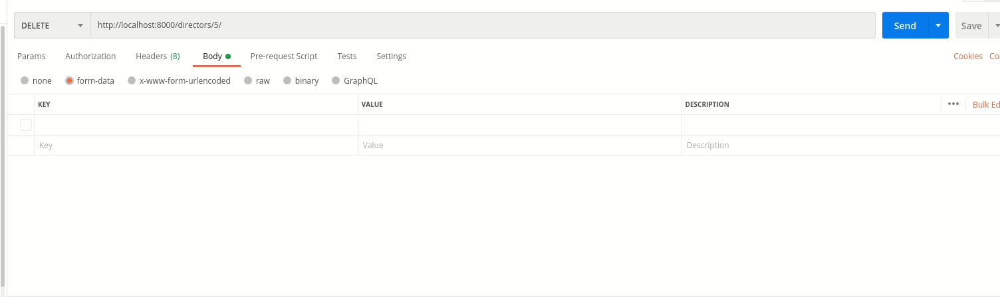 DELETE http://localhost:8000/directors/5/ Send Save
Params Authorization Headers (8) Body Pre-request Script Tests Settings Cookies
none form-data x-www-form-urlencoded raw binary GraphQL
KEY VALUE DESCRIPTION Bulk Ed
Key Value Description